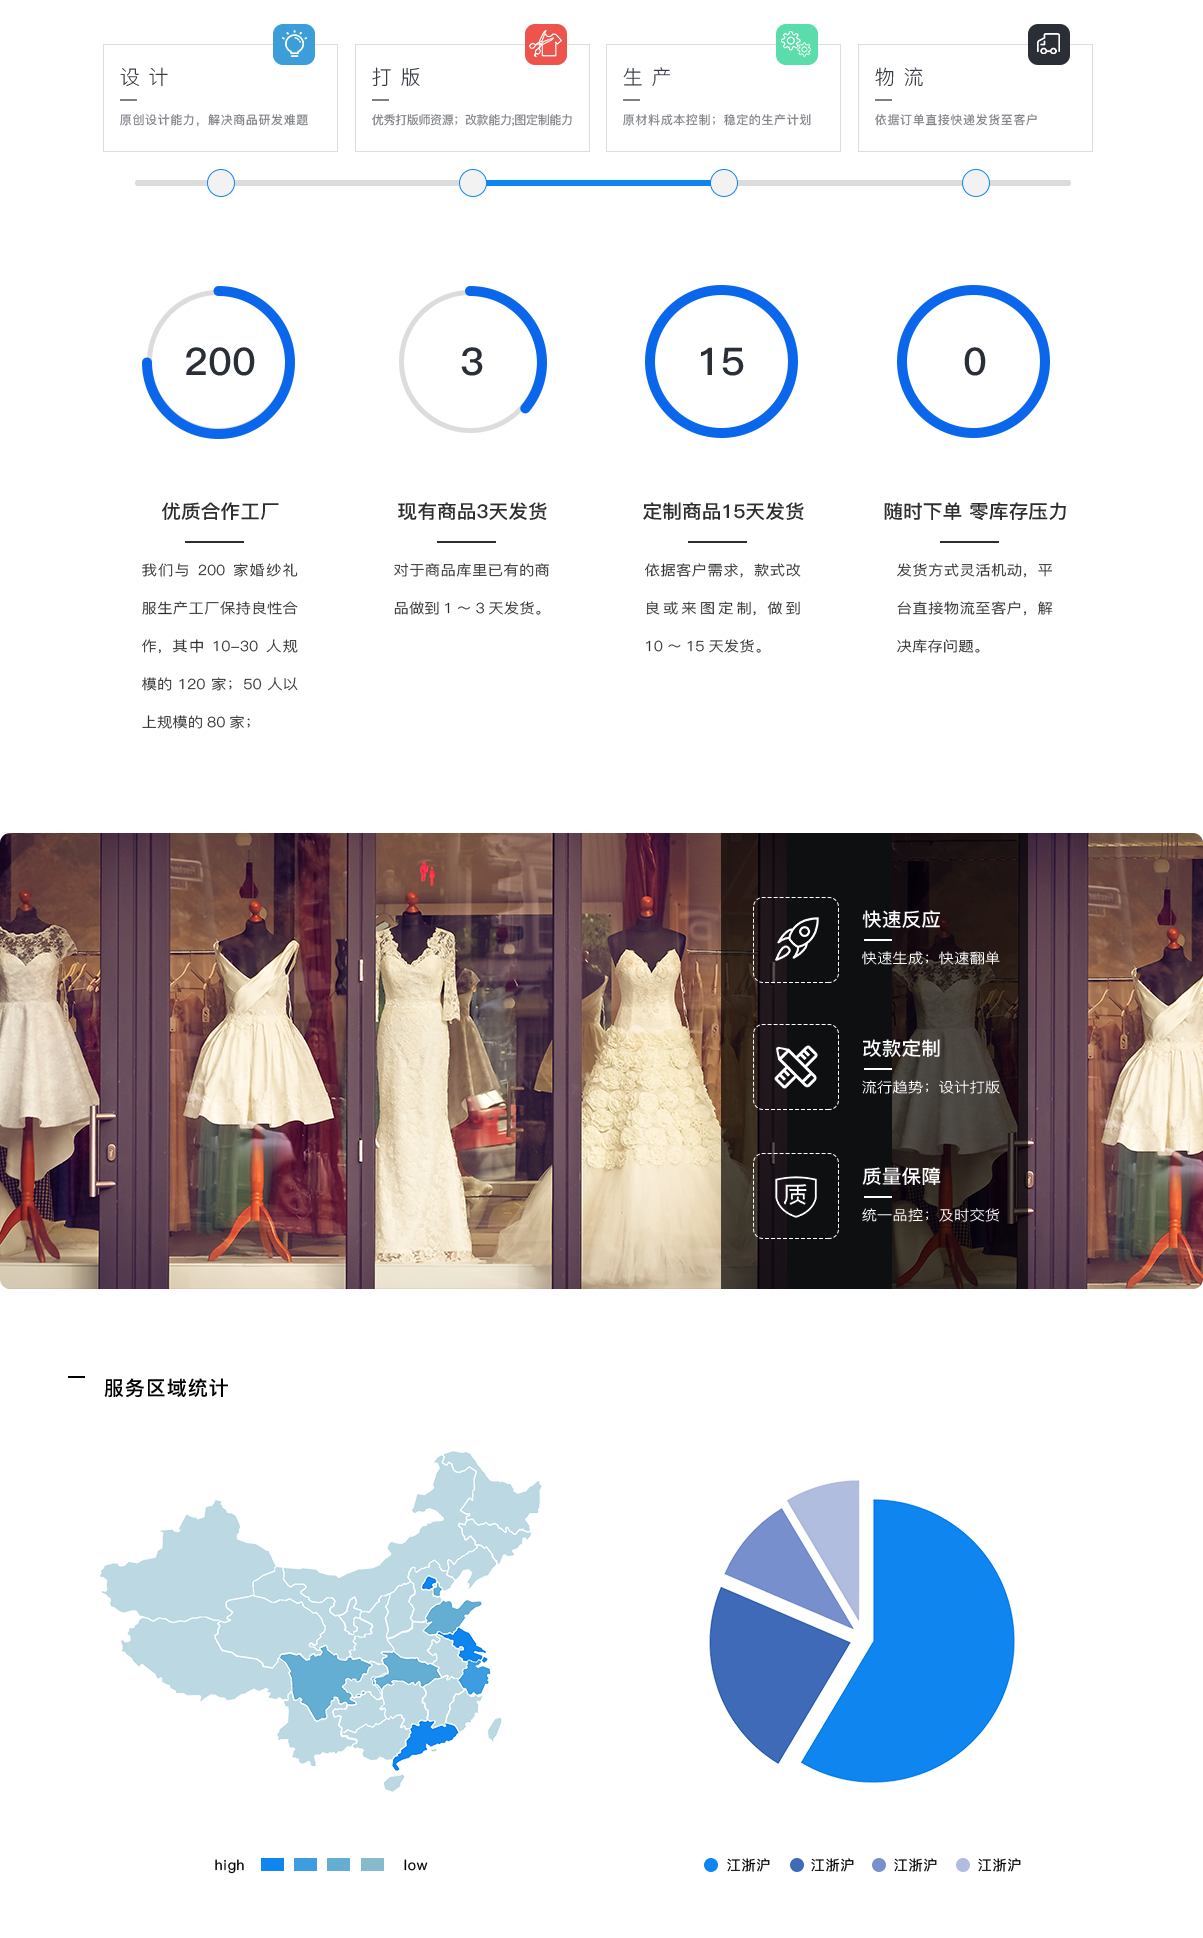 设 计
打 版
生 产
物 流
原创设计能力，解决商品研发难题
优秀打版师资源；改款能力;图定制能力
原材料成本控制；稳定的生产计划
依据订单直接快递发货至客户
200
3
15
0
优质合作工厂
我们与 200 家婚纱礼
服生产工厂保持良性合
作，其中 10–30 人规
模的 120 家；50 人以
上规模的 80 家；
现有商品3天发货
对于商品库里已有的商
品做到 1 ～ 3 天发货。
定制商品15天发货
依据客户需求，款式改
良或来图定制，做到
10 ～ 15 天发货。
随时下单 零库存压力
发货方式灵活机动，平
台直接物流至客户，解
决库存问题。
快速反应
快速生成；快速翻单
改款定制
流行趋势；设计打版
质
质量保障
统一品控；及时交货
服务区域统计
high
low
江浙沪
江浙沪
江浙沪
江浙沪